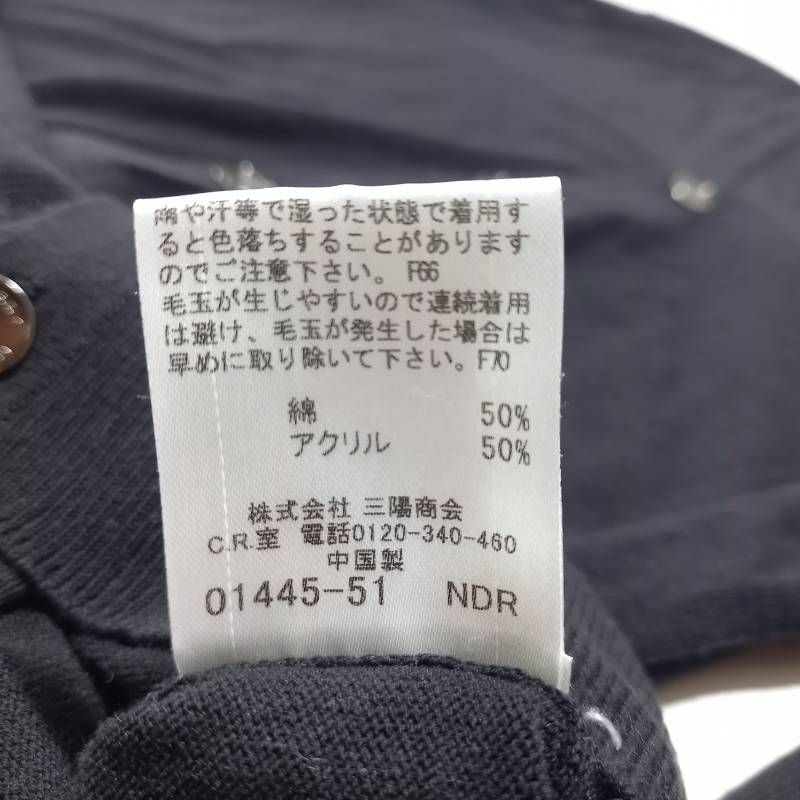 雨や汗等で湿った状態で着用す
ると色落ちすることがあります
のでご注意下さい。 F66
毛玉が生じやすいので連続着用
は避け、毛玉が発生した場合は
早めに取り除いて下さい。F70
綿 50%
アクリル 50%
株式会社 三陽商会
C.R.室 電話0120-340-460
中国製
01445-51 NDR